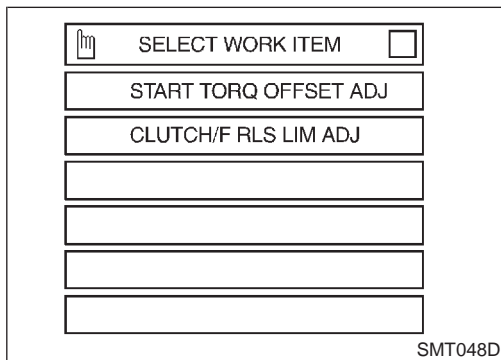 SELECT WORK ITEM
START TORQ OFFSET ADJ
CLUTCH/F RLS LIM ADJ
SMT048D